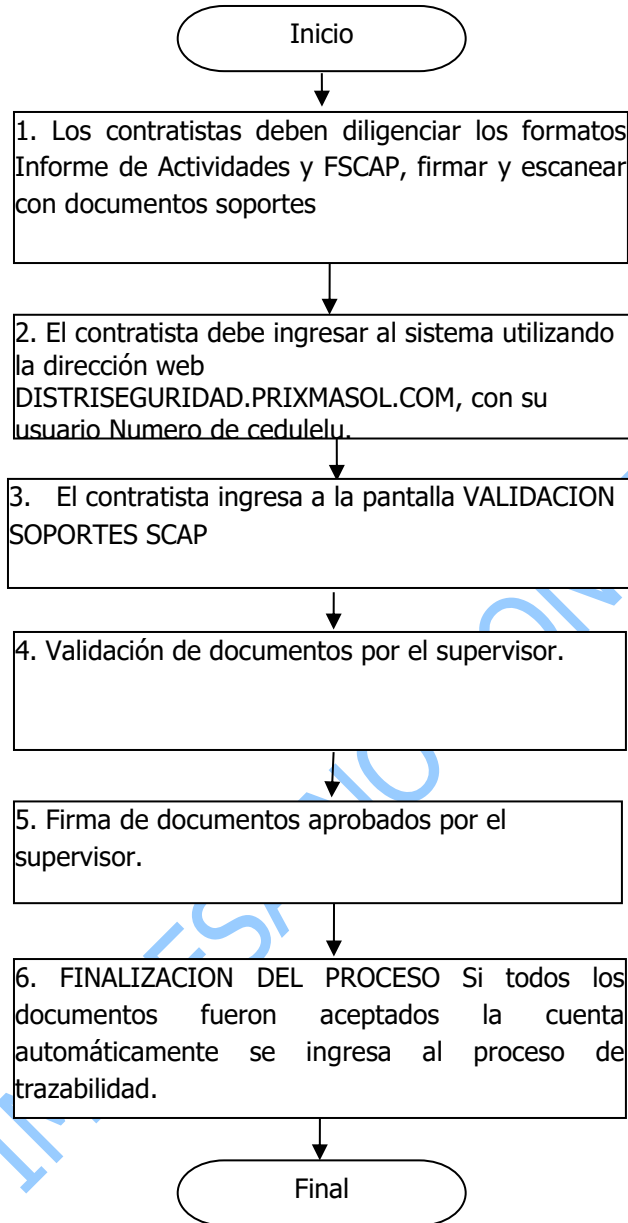 Inicio
1. Los contratistas deben diligenciar los formatos
Informe de Actividades y FSCAP, firmar y escanear
con documentos soportes
2. El contratista debe ingresar al sistema utilizando
la dirección web
DISTRISEGURIDAD.PRIXMASOL.COM, con su
usuario Numero de cedulelu.
3. El contratista ingresa a la pantalla VALIDACION
SOPORTES SCAP
4. Validación de documentos por el supervisor.
5. Firma de documentos aprobados por el
supervisor.
6. FINALIZACION DEL PROCESO Si todos los
documentos fueron aceptados la cuenta
automáticamente se ingresa al proceso de
trazabilidad.
Final